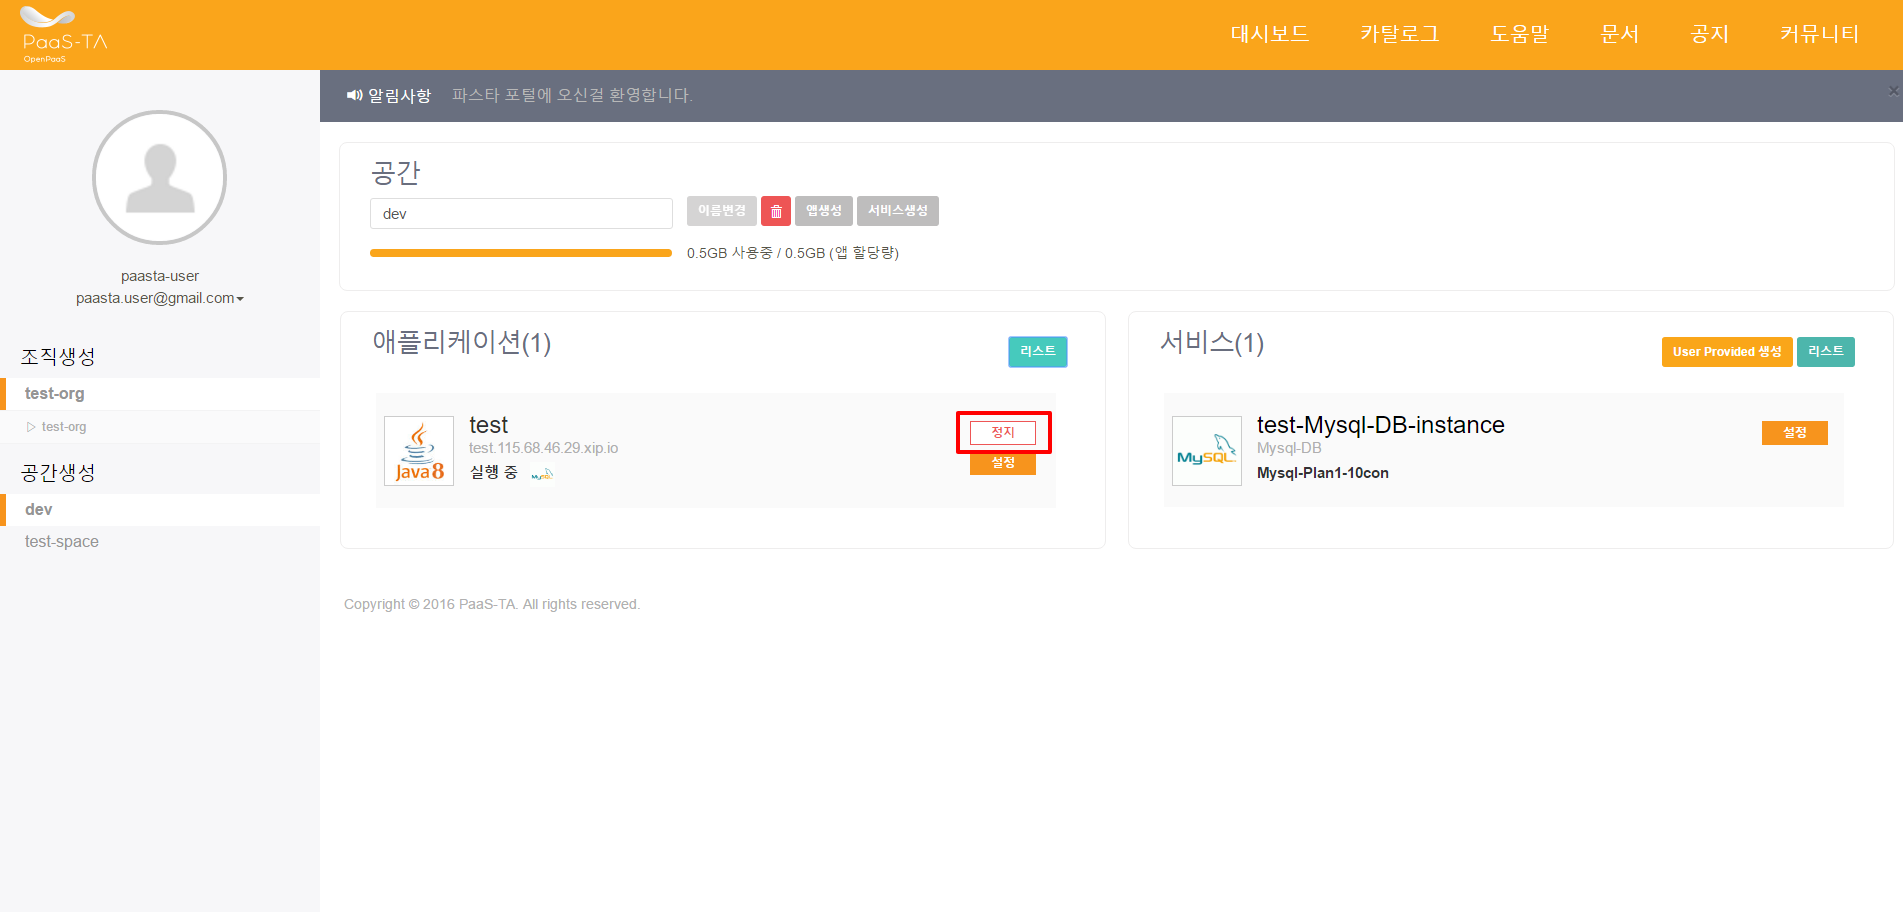 PaaS-TA
OpenPaaS
대시보드 카탈로그 도움말 문서 공지 커뮤니티
알림사항 파스타 포털에 오신걸 환영합니다. ×
paasta-user
paasta.user@gmail.com
조직생성
test-org
test-org
공간생성
dev
test-space
공간
dev 이름변경 앱생성 서비스생성
0.5GB 사용중 / 0.5GB (앱 할당량)
애플리케이션(1) 리스트
Java8
test
test.115.68.46.29.xip.io
실행 중 MySQL
정지
설정
서비스(1) User Provided 생성 리스트
MySQL
test-Mysql-DB-instance
Mysql-DB
Mysql-Plan1-10con
설정
Copyright © 2016 PaaS-TA. All rights reserved.